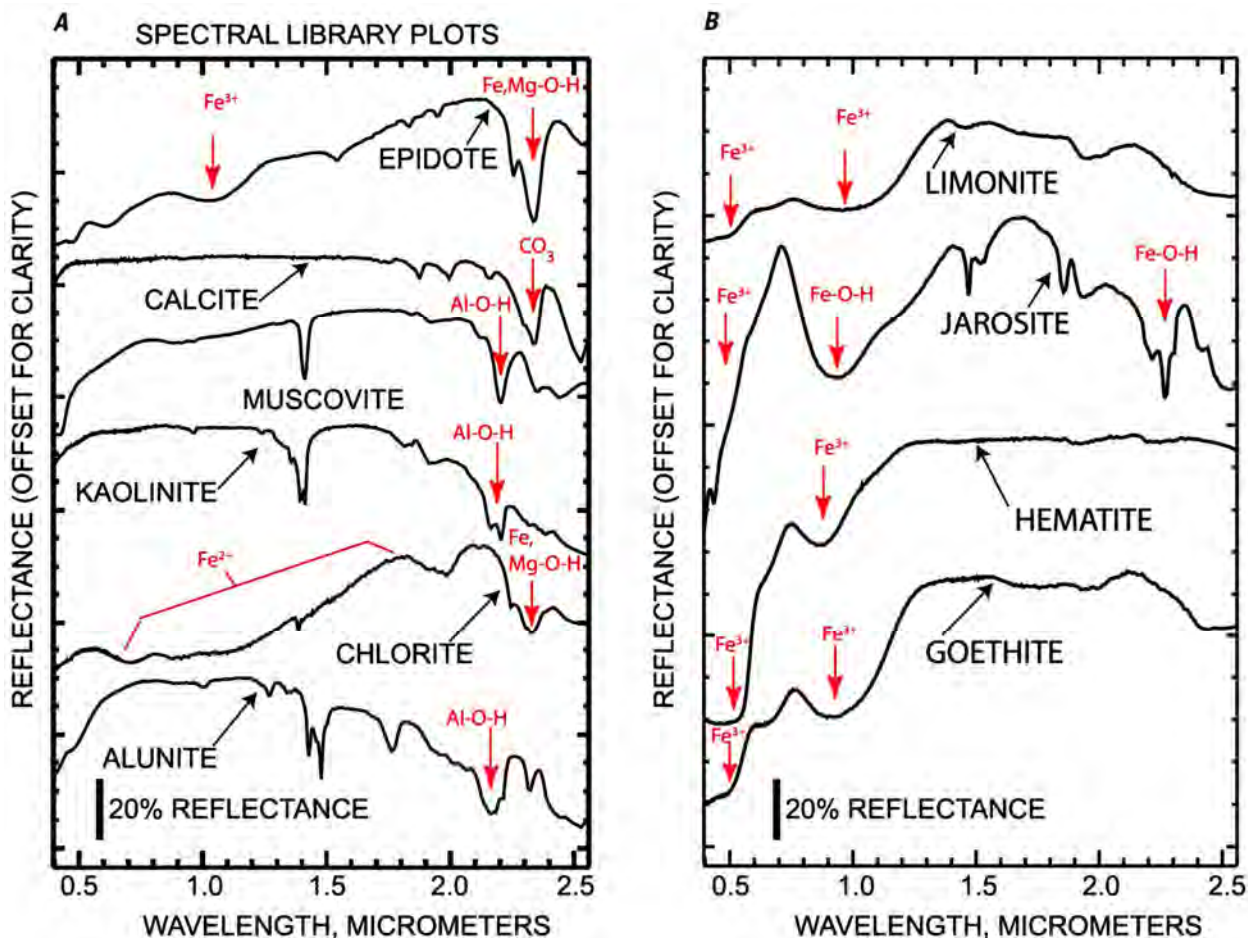 A
SPECTRAL LIBRARY PLOTS
REFLECTANCE (OFFSET FOR CLARITY)
Fe³⁺
Fe,Mg-O-H
EPIDOTE
CO₃
CALCITE
Al-O-H
MUSCOVITE
Al-O-H
KAOLINITE
Fe²⁺
Fe,
Mg-O-H
CHLORITE
Al-O-H
ALUNITE
20% REFLECTANCE
0.5 1.0 1.5 2.0 2.5
WAVELENGTH, MICROMETERS
B
REFLECTANCE (OFFSET FOR CLARITY)
Fe³⁺
Fe³⁺
LIMONITE
Fe-O-H
Fe³⁺
Fe-O-H
JAROSITE
Fe³⁺
HEMATITE
Fe³⁺
Fe³⁺
GOETHITE
Fe³⁺
20% REFLECTANCE
0.5 1.0 1.5 2.0 2.5
WAVELENGTH, MICROMETERS